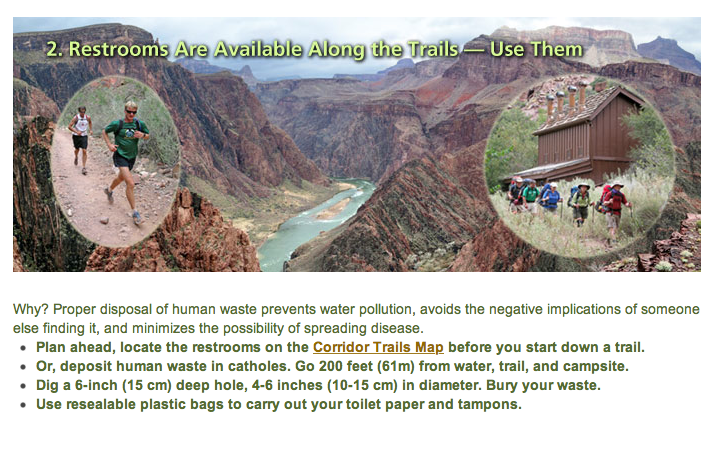 2. Restrooms Are Available Along the Trails — Use Them
Why? Proper disposal of human waste prevents water pollution, avoids the negative implications of someone
else finding it, and minimizes the possibility of spreading disease.
• Plan ahead, locate the restrooms on the Corridor Trails Map before you start down a trail.
• Or, deposit human waste in catholes. Go 200 feet (61m) from water, trail, and campsite.
• Dig a 6-inch (15 cm) deep hole, 4-6 inches (10-15 cm) in diameter. Bury your waste.
• Use resealable plastic bags to carry out your toilet paper and tampons.